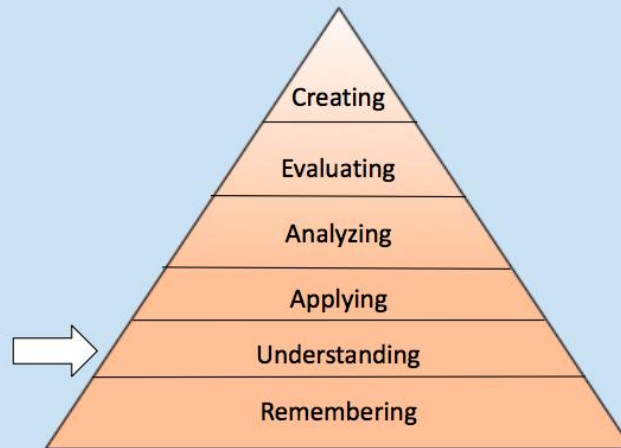 Creating
Evaluating
Analyzing
Applying
Understanding
Remembering